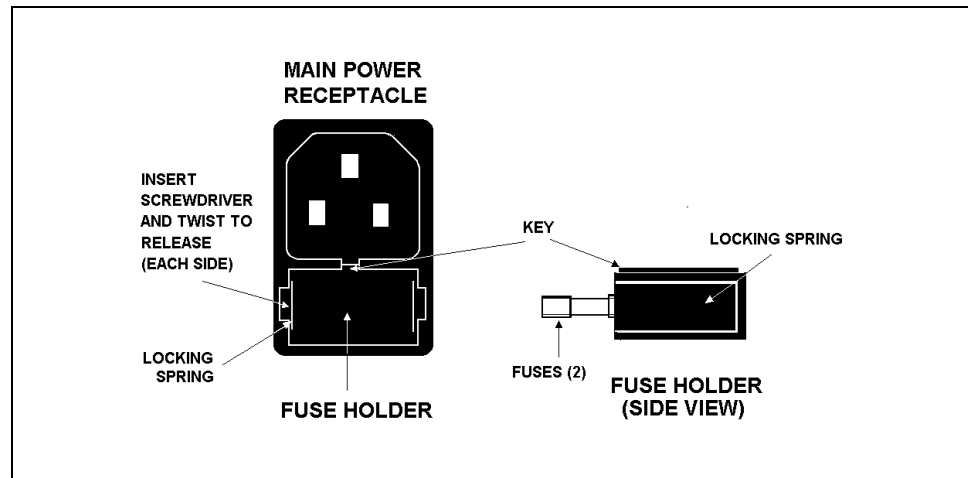 MAIN POWER
RECEPTACLE
INSERT
SCREWDRIVER
AND TWIST TO
RELEASE
(EACH SIDE)
LOCKING
SPRING
FUSE HOLDER
KEY
LOCKING SPRING
FUSES (2)
FUSE HOLDER
(SIDE VIEW)